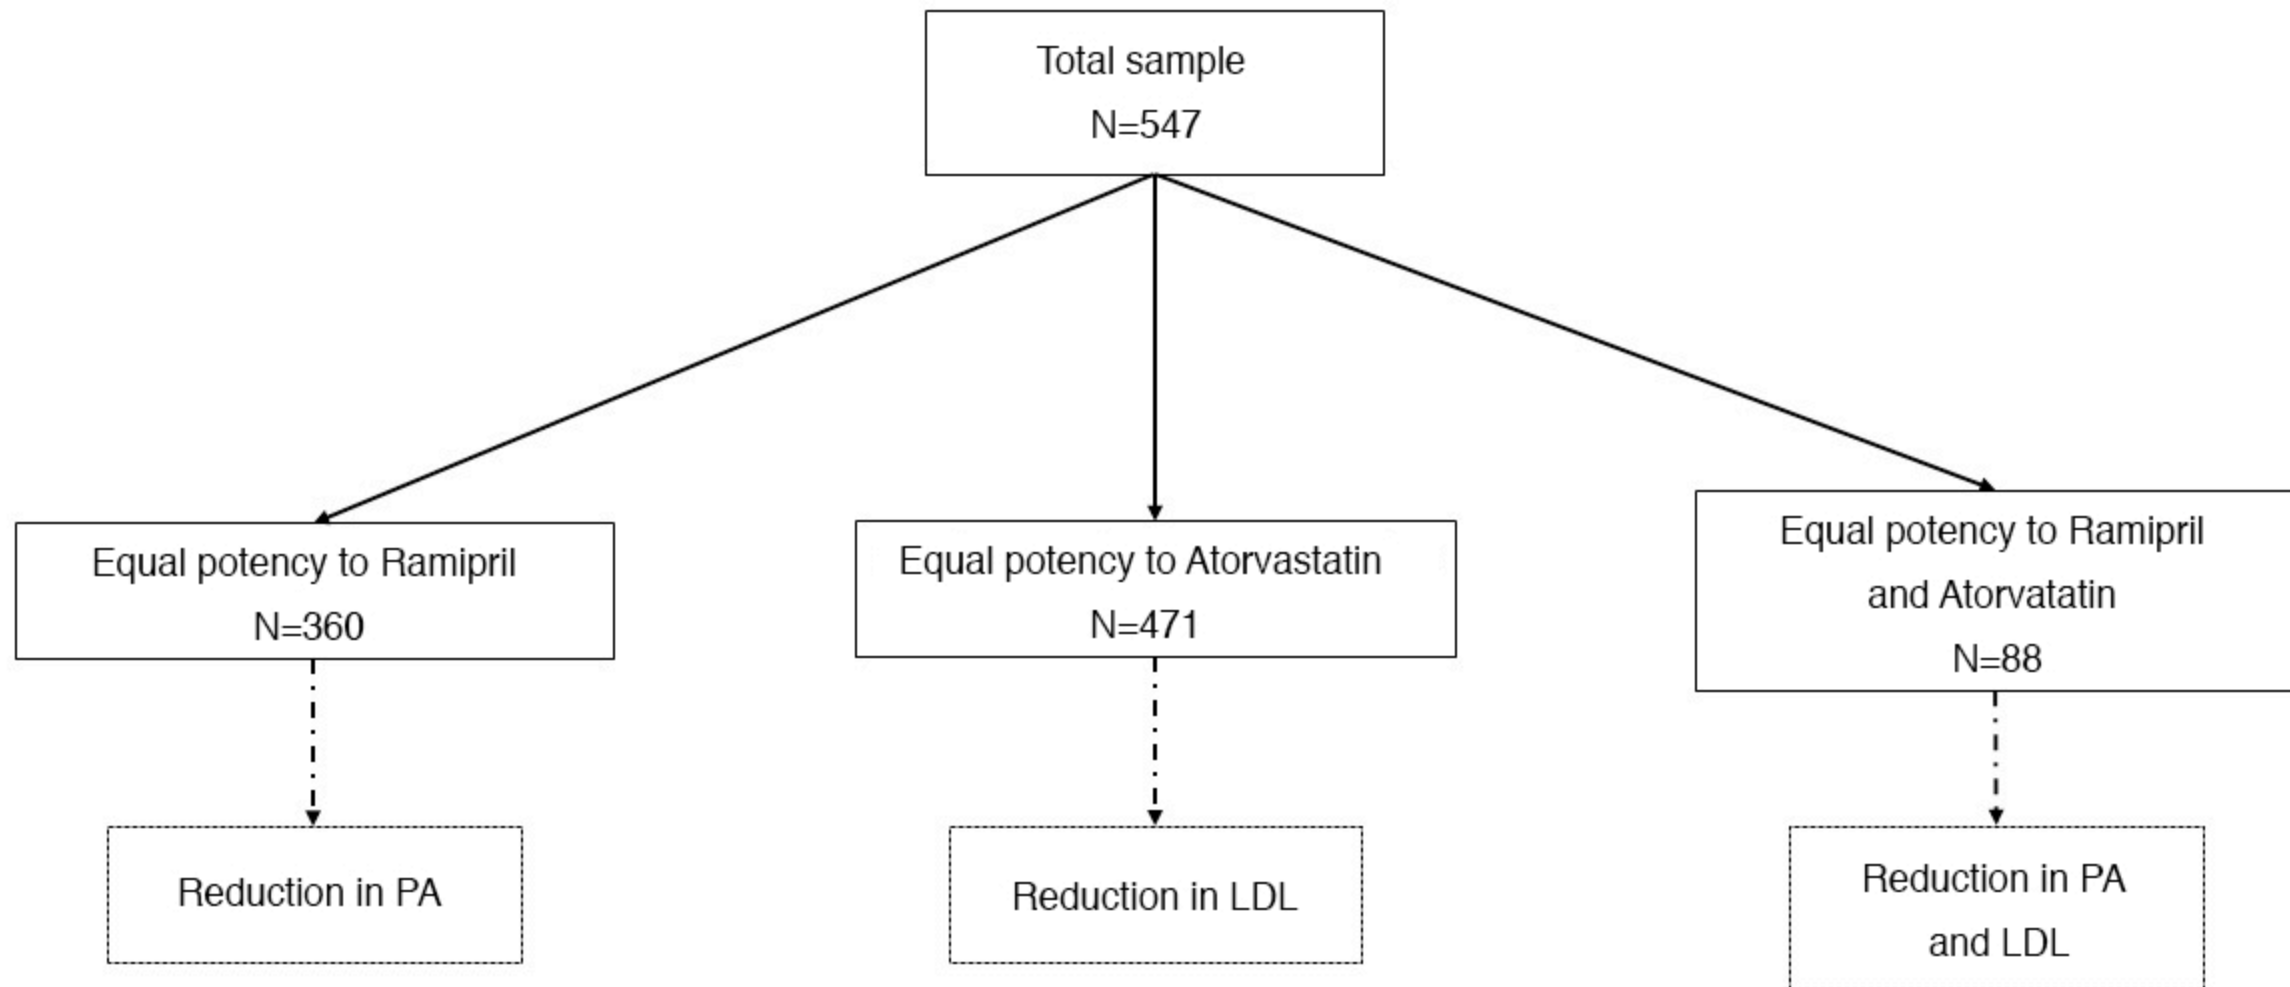 Total sample
N=547
Equal potency to Ramipril
N=360
Equal potency to Atorvastatin
N=471
Equal potency to Ramipril
and Atorvatatin
N=88
Reduction in PA
Reduction in LDL
Reduction in PA
and LDL